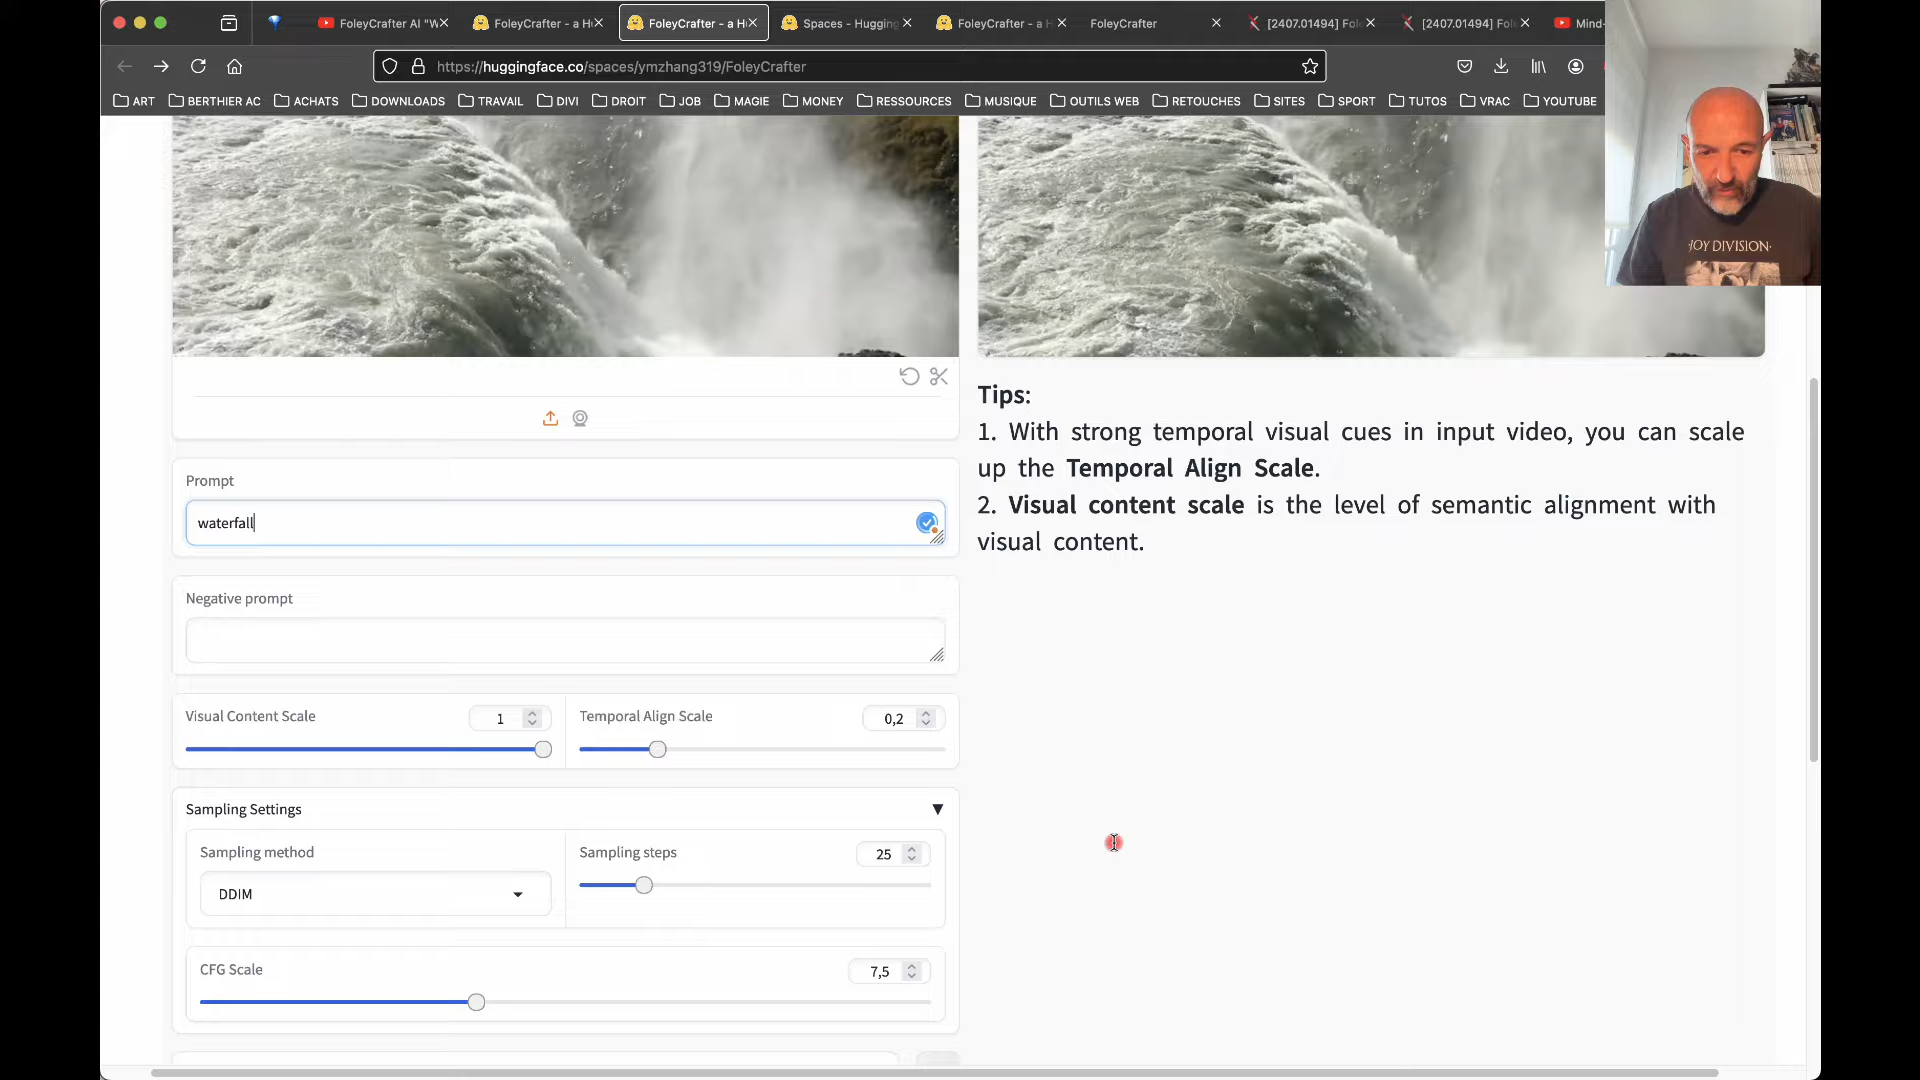 FoleyCrafter AI "W
FoleyCrafter - a H
FoleyCrafter - a H
Spaces - Hugging
FoleyCrafter - a H
FoleyCrafter
[2407.01494] Fol
[2407.01494] Fol
Mind-
https://huggingface.co/spaces/ymzhang319/FoleyCrafter
ART
BERTHIER AC
ACHATS
DOWNLOADS
TRAVAIL
DIVI
DROIT
JOB
MAGIE
MONEY
RESSOURCES
MUSIQUE
OUTILS WEB
RETOUCHES
SITES
SPORT
TUTOS
VRAC
YOUTUBE
JOY DIVISION
Tips:
1. With strong temporal visual cues in input video, you can scale
up the Temporal Align Scale.
2. Visual content scale is the level of semantic alignment with
visual content.
Prompt
waterfall
Negative prompt
Visual Content Scale
1
Temporal Align Scale
0,2
Sampling Settings
Sampling method
DDIM
Sampling steps
25
CFG Scale
7,5